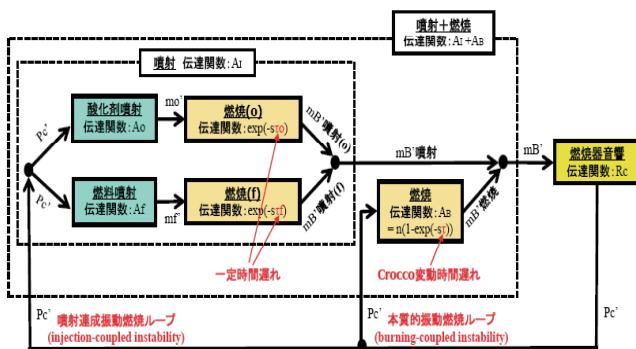 噴射＋燃焼
伝達関数:AI+AB
噴射 伝達関数:AI
酸化剤噴射
伝達関数:Ao
mo'
燃焼(o)
伝達関数:exp(-sτo)
mB'噴射(o)
Pc'
Pc'
燃料噴射
伝達関数:Af
mf'
燃焼(f)
伝達関数:exp(-sτf)
mB'噴射(f)
mB'噴射
mB'
燃焼器音響
伝達関数:Rc
燃焼
伝達関数:AB
=n(1-exp(-sτ))
mB'燃焼
一定時間遅れ
Crocco変動時間遅れ
Pc'
噴射連成振動燃焼ループ
(injection-coupled instability)
Pc'
本質的振動燃焼ループ
(burning-coupled instability)
Pc'